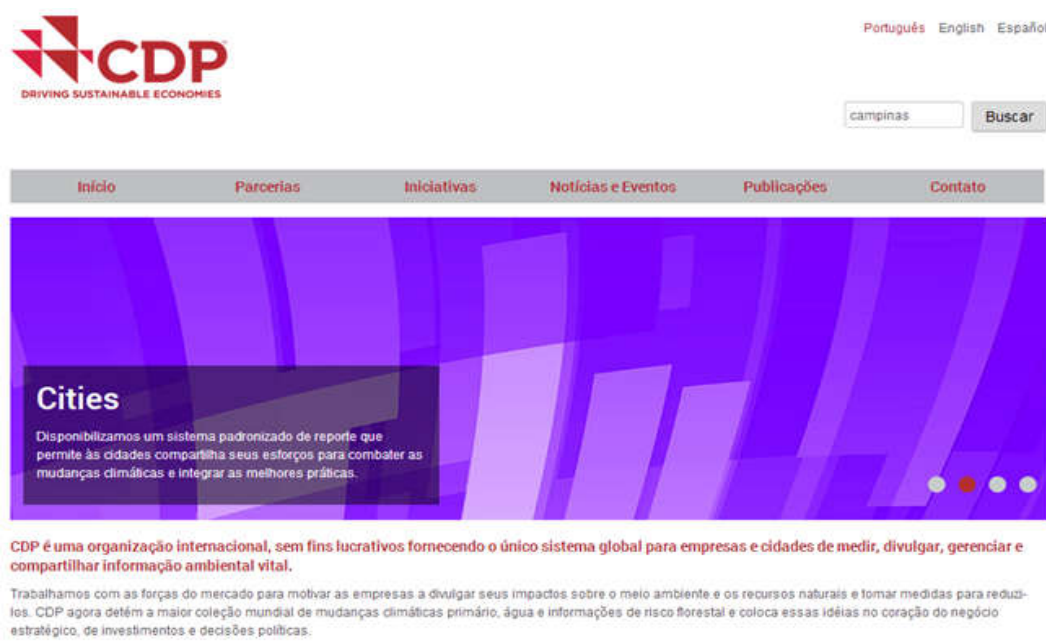 Português English Español
CDP
DRIVING SUSTAINABLE ECONOMIES
campinas Buscar
Início Parcerias Iniciativas Notícias e Eventos Publicações Contato
Cities
Disponibilizamos um sistema padronizado de reporte que
permite às cidades compartilha seus esforços para combater as
mudanças climáticas e integrar as melhores práticas.
CDP é uma organização internacional, sem fins lucrativos fornecendo o único sistema global para empresas e cidades de medir, divulgar, gerenciar e
compartilhar informação ambiental vital.
Trabalhamos com as forças do mercado para motivar as empresas a divulgar seus impactos sobre o meio ambiente e os recursos naturais e tomar medidas para reduzi-
los. CDP agora detém a maior coleção mundial de mudanças climáticas primário, água e informações de risco florestal e coloca essas idéias no coração do negócio
estratégico, de investimentos e decisões políticas.